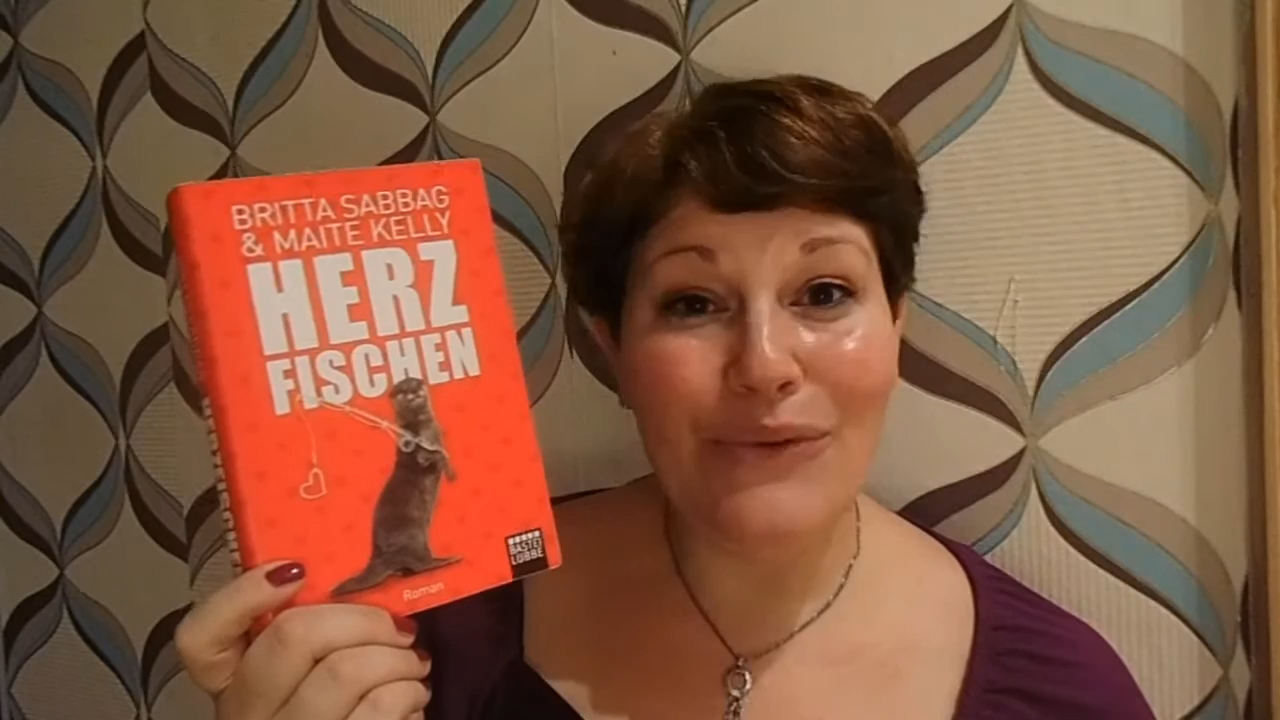 BRITTA SABBAG
& MAITE KELLY
HERZ
FISCHEN
BASTEI
LÜBBE
Roman